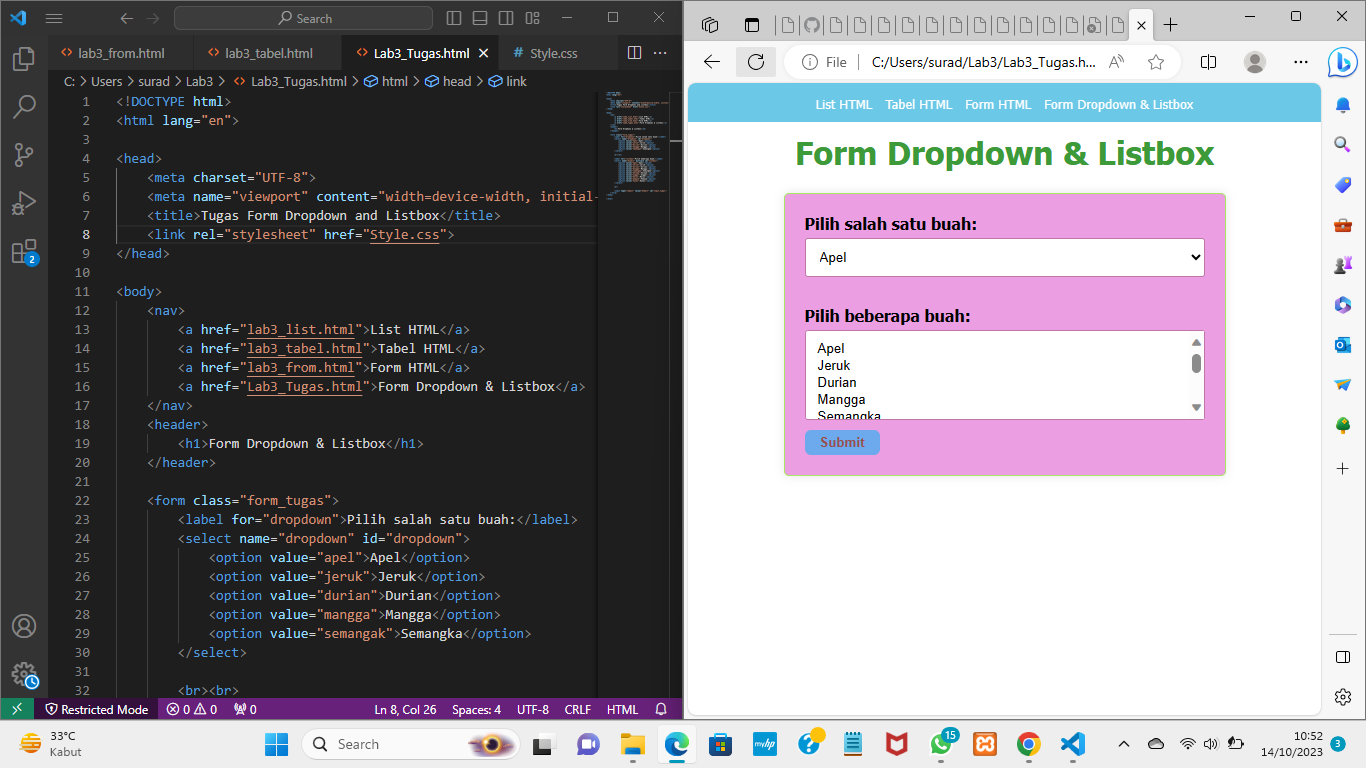 Search
lab3_from.html
lab3_tabel.html
Lab3_Tugas.html
# Style.css
C: > Users > surad > Lab3 > Lab3_Tugas.html > html > head > link
1 <!DOCTYPE html>
2 <html lang="en">
3
4 <head>
5 <meta charset="UTF-8">
6 <meta name="viewport" content="width=device-width, initial-
7 <title>Tugas Form Dropdown and Listbox</title>
8 <link rel="stylesheet" href="Style.css">
9 </head>
10
11 <body>
12 <nav>
13 <a href="lab3_list.html">List HTML</a>
14 <a href="lab3_tabel.html">Tabel HTML</a>
15 <a href="lab3_from.html">Form HTML</a>
16 <a href="Lab3_Tugas.html">Form Dropdown & Listbox</a>
17 </nav>
18 <header>
19 <h1>Form Dropdown & Listbox</h1>
20 </header>
21
22 <form class="form_tugas">
23 <label for="dropdown">Pilih salah satu buah:</label>
24 <select name="dropdown" id="dropdown">
25 <option value="apel">Apel</option>
26 <option value="jeruk">Jeruk</option>
27 <option value="durian">Durian</option>
28 <option value="mangga">Mangga</option>
29 <option value="semangak">Semangka</option>
30 </select>
31
32 <br><br>
2
Restricted Mode 0 0 0 Ln 8, Col 26 Spaces: 4 UTF-8 CRLF HTML
File C:/Users/surad/Lab3/Lab3_Tugas.h...
List HTML Tabel HTML Form HTML Form Dropdown & Listbox
Form Dropdown & Listbox
Pilih salah satu buah:
Apel
Pilih beberapa buah:
Apel
Jeruk
Durian
Mangga
Semangka
Submit
33°C
Kabut
Search
myhp
15
10:52
14/10/2023
3